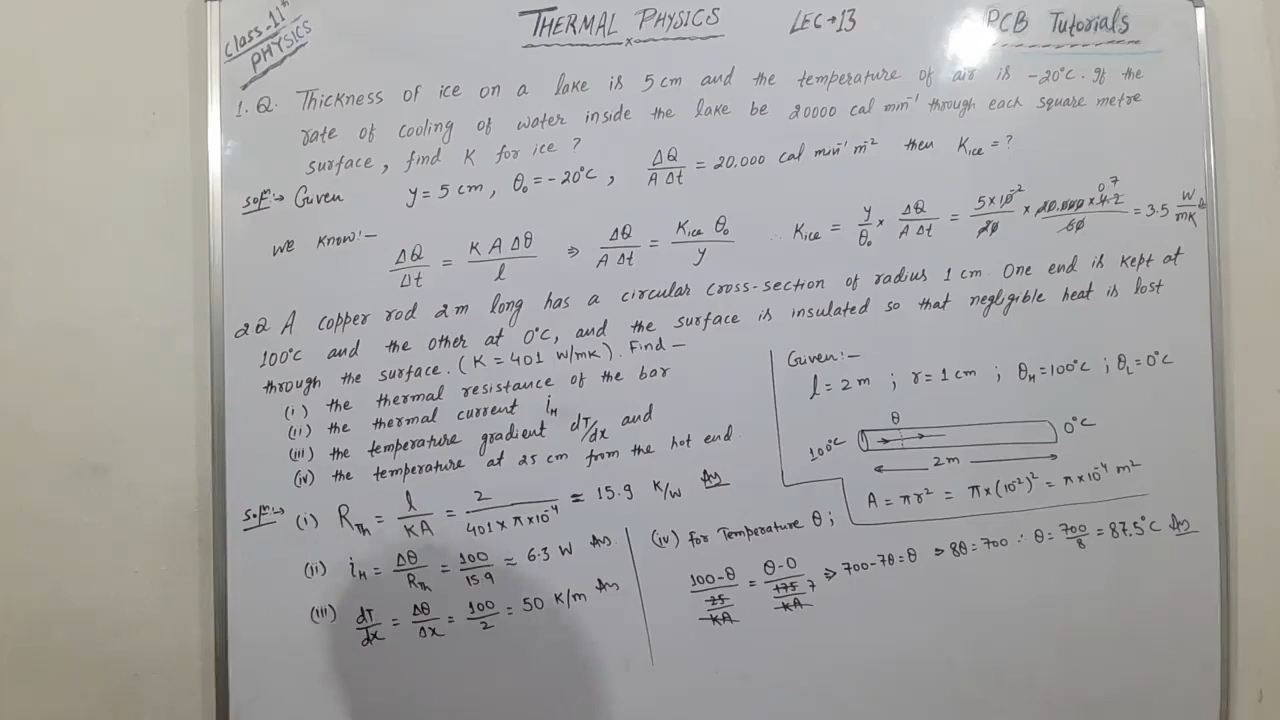 Class-11th
PHYSICS
THERMAL PHYSICS
LEC→13
PCB Tutorials
1.Q. Thickness of ice on a lake is 5 cm and the temperature of air is -20°C. If the
rate of cooling of water inside the lake be 20000 cal min⁻¹ through each square metre
surface, find K for ice?
Solⁿ:→ Given y = 5 cm, θ₀ = -20°C, ΔQ/(A Δt) = 20.000 cal min⁻¹ m⁻² then K_ice = ?
We know:- ΔQ/Δt = K A Δθ/l ⇒ ΔQ/(A Δt) = K_ice θ₀/y ∴ K_ice = y/θ₀ × ΔQ/(A Δt) = 5×10⁻²/20 × 20.000×4.2/60 = 3.5 W/mK
0.7
2Q A copper rod 2m long has a circular cross-section of radius 1 cm. One end is kept at
100°C and the other at 0°C, and the surface is insulated so that negligible heat is lost
through the surface. (K = 401 W/mK). Find —
(i) the thermal resistance of the bar
(ii) the thermal current i_H
(iii) the temperature gradient dT/dx and
(iv) the temperature at 25 cm from the hot end.
Given:-
l = 2 m ; r = 1 cm ; θ_H = 100°C ; θ_L = 0°C
θ
100°C
0°C
2m
A = πr² = π×(10⁻²)² = π×10⁻⁴ m²
Solⁿ:→ (i) R_Th = l/KA = 2/(401×π×10⁻⁴) ≈ 15.9 K/W Ans
(ii) i_H = Δθ/R_Th = 100/15.9 ≈ 6.3 W Ans.
(iii) dT/dx = Δθ/Δx = 100/2 = 50 K/m Ans
(iv) for Temperature θ;
(100-θ)/(25/KA) = (θ-0)/(175/KA) 7 ⇒ 700-7θ=θ ⇒ 8θ=700 ∴ θ = 700/8 = 87.5°C Ans